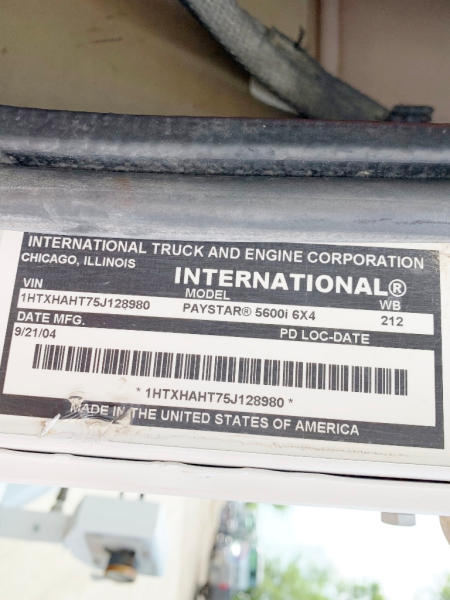 INTERNATIONAL TRUCK AND ENGINE CORPORATION
CHICAGO, ILLINOIS
INTERNATIONAL®
VIN MODEL WB
1HTXHAHT75J128980 PAYSTAR® 5600i 6X4 212
DATE MFG. PD LOC-DATE
9/21/04
* 1HTXHAHT75J128980 *
MADE IN THE UNITED STATES OF AMERICA